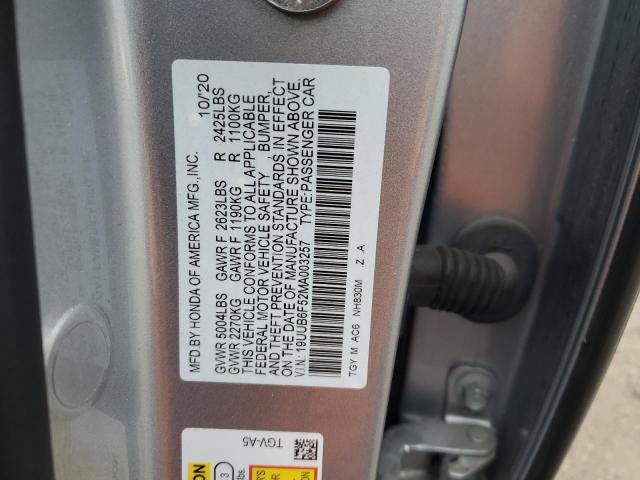 MFD.BY HONDA OF AMERICA MFG.,INC. 10/'20
GVWR 5004LBS GAWR F 2623LBS R 2425LBS
GVWR 2270KG GAWR F 1190KG R 1100KG
THIS VEHICLE CONFORMS TO ALL APPLICABLE
FEDERAL MOTOR VEHICLE SAFETY , BUMPER,
AND THEFT PREVENTION STANDARDS IN EFFECT
ON THE DATE OF MANUFACTURE SHOWN ABOVE.
V.I.N.: 19UUB6F52MA003257 TYPE:PASSENGER CAR
TGY M AC6 NH830M .Z .A
TGV-A5
3